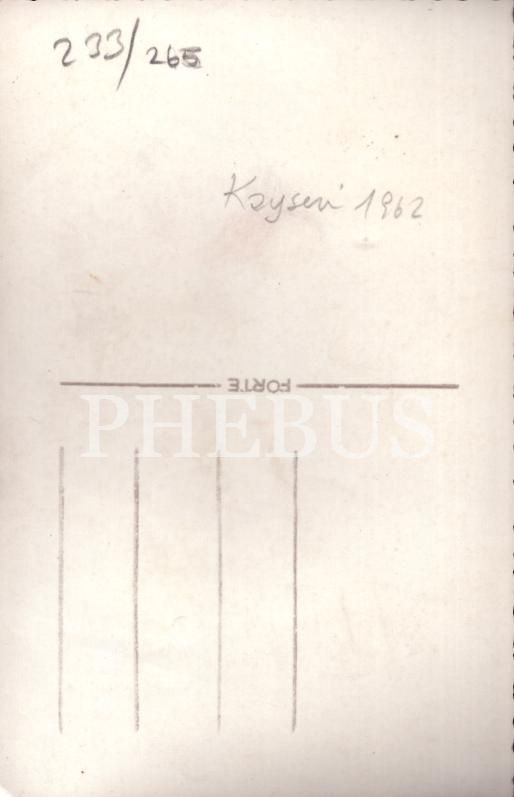 233/265
Kayseri 1962
FORTE
PHEBUS